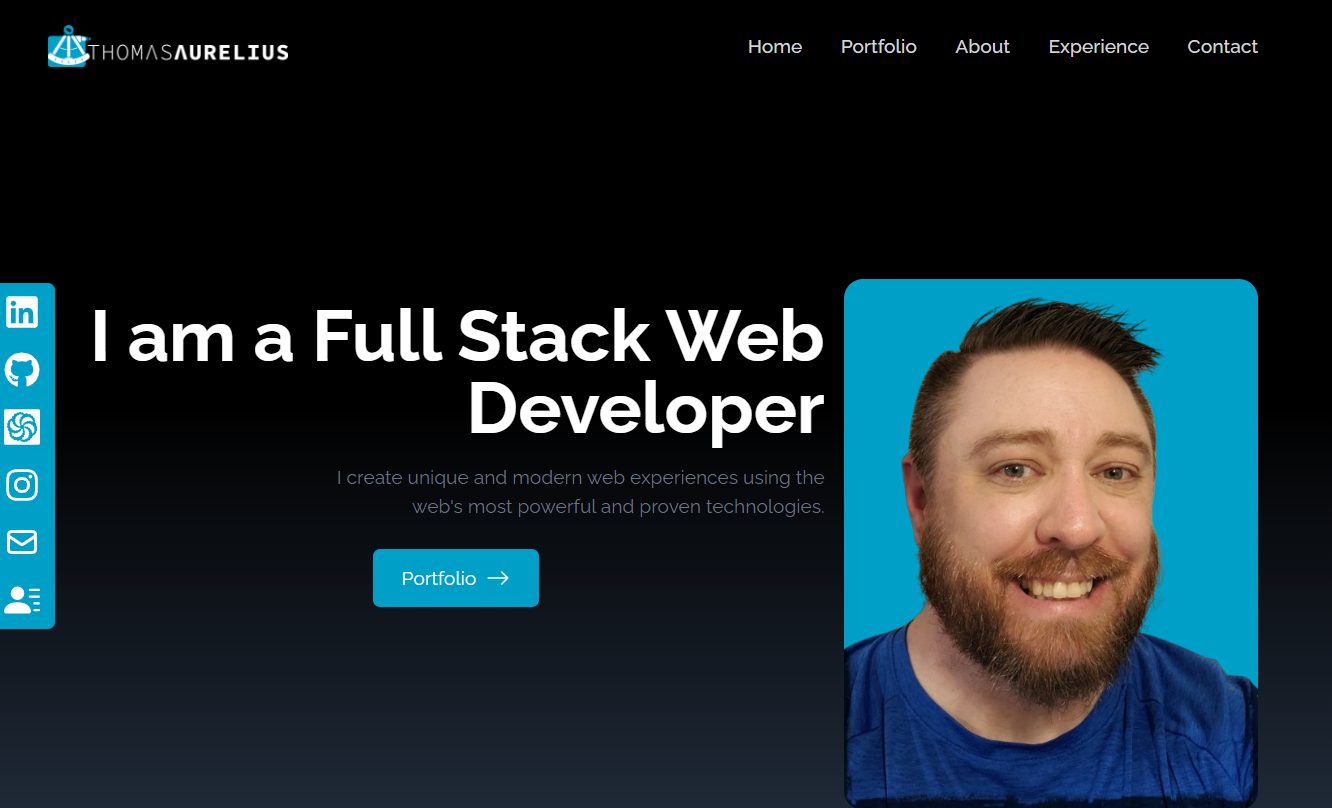 THOMASAURELIUS
Home Portfolio About Experience Contact
in
I am a Full Stack Web
Developer
I create unique and modern web experiences using the
web's most powerful and proven technologies.
Portfolio